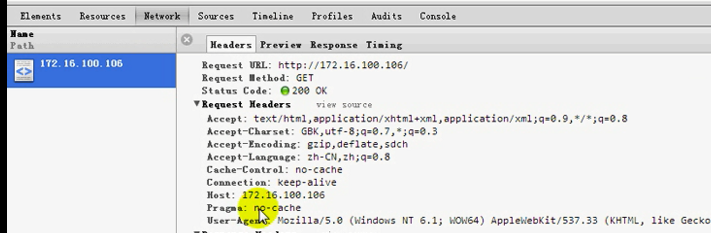 Elements Resources Network Sources Timeline Profiles Audits Console
Name
Path
172.16.100.106
Headers Preview Response Timing
Request URL: http://172.16.100.106/
Request Method: GET
Status Code: 200 OK
Request Headers view source
Accept: text/html,application/xhtml+xml,application/xml;q=0.9,*/*;q=0.8
Accept-Charset: GBK,utf-8;q=0.7,*;q=0.3
Accept-Encoding: gzip,deflate,sdch
Accept-Language: zh-CN,zh;q=0.8
Cache-Control: no-cache
Connection: keep-alive
Host: 172.16.100.106
Pragma: no-cache
User-Agent: Mozilla/5.0 (Windows NT 6.1; WOW64) AppleWebKit/537.33 (KHTML, like Gecko